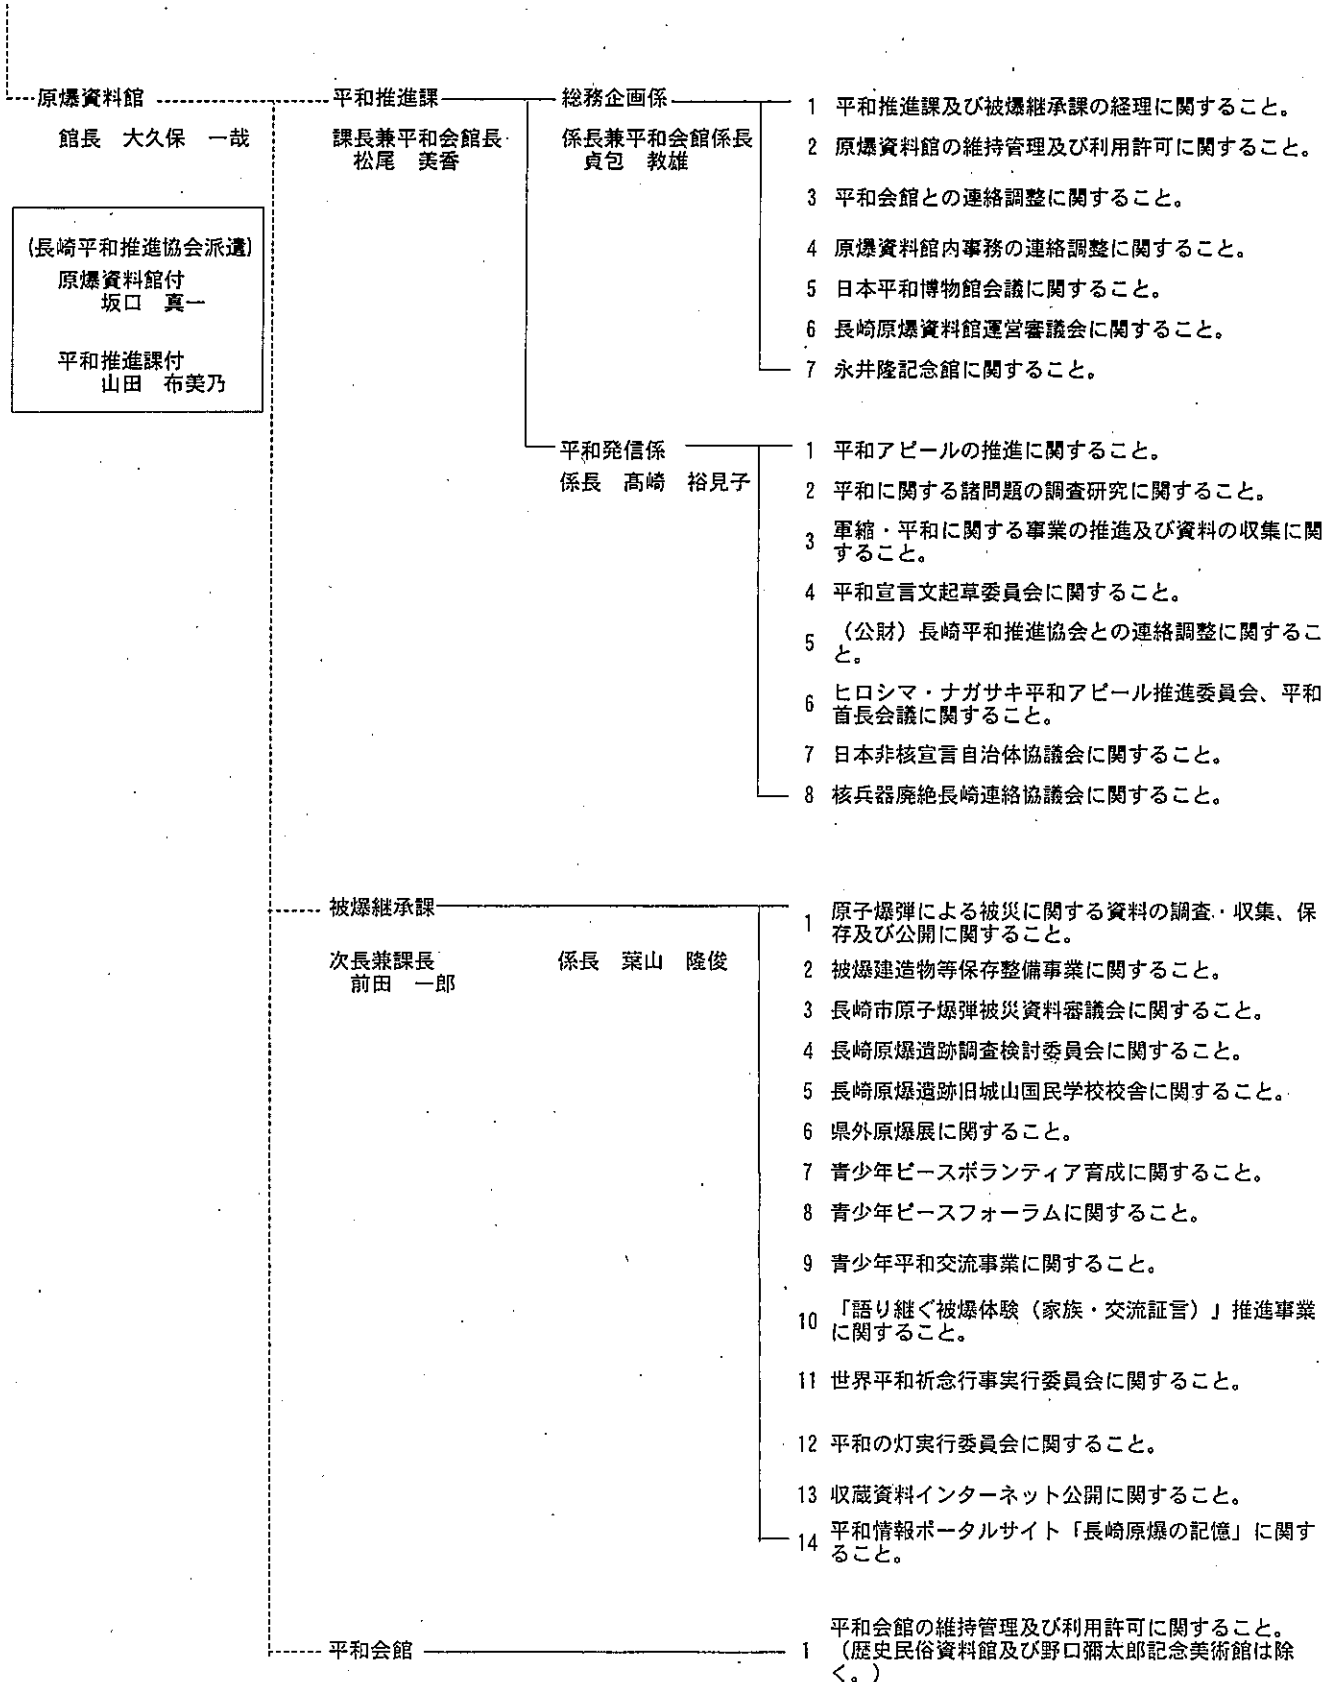 原爆資料館
館長　大久保　一哉
(長崎平和推進協会派遣)
原爆資料館付
坂口　真一
平和推進課付
山田　布美乃
平和推進課
課長兼平和会館長
松尾　美香
総務企画係
係長兼平和会館係長
貞包　教雄
1　平和推進課及び被爆継承課の経理に関すること。
2　原爆資料館の維持管理及び利用許可に関すること。
3　平和会館との連絡調整に関すること。
4　原爆資料館内事務の連絡調整に関すること。
5　日本平和博物館会議に関すること。
6　長崎原爆資料館運営審議会に関すること。
7　永井隆記念館に関すること。
平和発信係
係長　髙崎　裕見子
1　平和アピールの推進に関すること。
2　平和に関する諸問題の調査研究に関すること。
3　軍縮・平和に関する事業の推進及び資料の収集に関
すること。
4　平和宣言文起草委員会に関すること。
5　（公財）長崎平和推進協会との連絡調整に関するこ
と。
6　ヒロシマ・ナガサキ平和アピール推進委員会、平和
首長会議に関すること。
7　日本非核宣言自治体協議会に関すること。
8　核兵器廃絶長崎連絡協議会に関すること。
被爆継承課
次長兼課長
前田　一郎
係長　葉山　隆俊
1　原子爆弾による被災に関する資料の調査・収集、保
存及び公開に関すること。
2　被爆建造物等保存整備事業に関すること。
3　長崎市原子爆弾被災資料審議会に関すること。
4　長崎原爆遺跡調査検討委員会に関すること。
5　長崎原爆遺跡旧城山国民学校校舎に関すること。
6　県外原爆展に関すること。
7　青少年ピースボランティア育成に関すること。
8　青少年ピースフォーラムに関すること。
9　青少年平和交流事業に関すること。
10　「語り継ぐ被爆体験（家族・交流証言）」推進事業
に関すること。
11　世界平和祈念行事実行委員会に関すること。
12　平和の灯実行委員会に関すること。
13　収蔵資料インターネット公開に関すること。
14　平和情報ポータルサイト「長崎原爆の記憶」に関す
ること。
平和会館
1　平和会館の維持管理及び利用許可に関すること。
（歴史民俗資料館及び野口彌太郎記念美術館は除
く。）